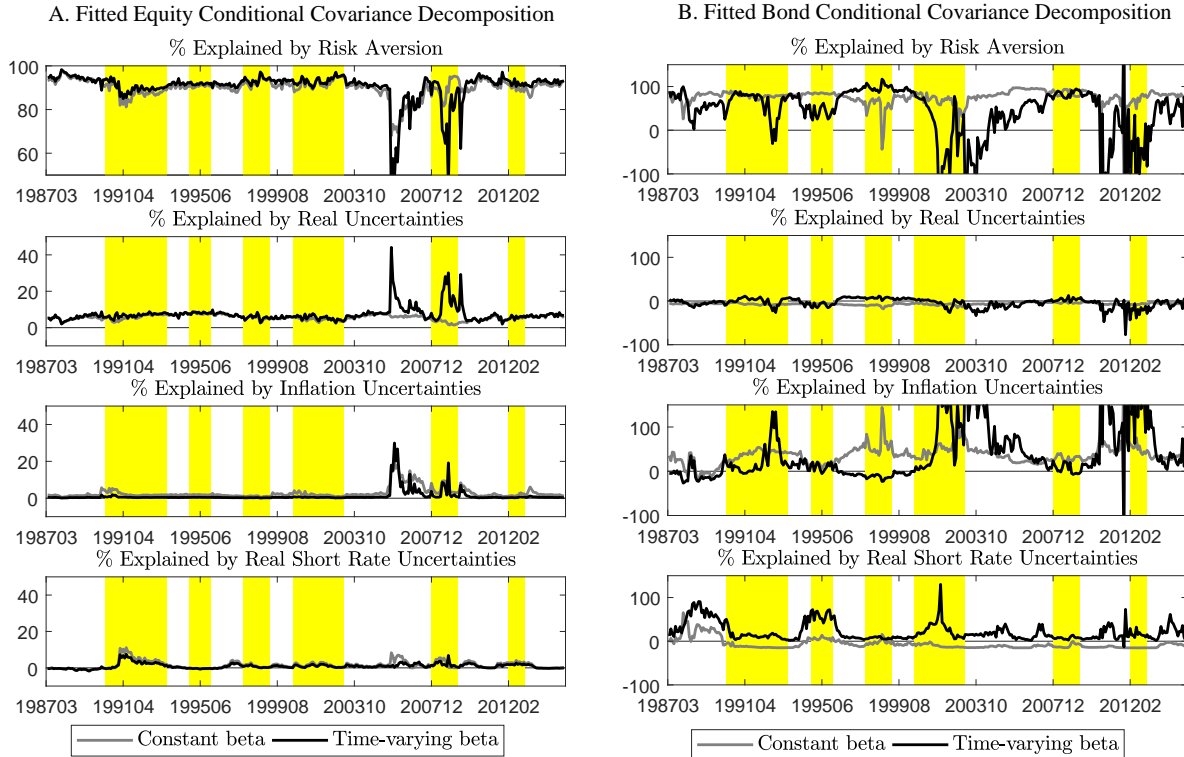 A. Fitted Equity Conditional Covariance Decomposition
% Explained by Risk Aversion
100
80
60
198703 199104 199506 199908 200310 200712 201202
% Explained by Real Uncertainties
40
20
0
198703 199104 199506 199908 200310 200712 201202
% Explained by Inflation Uncertainties
40
20
0
198703 199104 199506 199908 200310 200712 201202
% Explained by Real Short Rate Uncertainties
40
20
0
198703 199104 199506 199908 200310 200712 201202
Constant beta Time-varying beta
B. Fitted Bond Conditional Covariance Decomposition
% Explained by Risk Aversion
100
0
-100
198703 199104 199506 199908 200310 200712 201202
% Explained by Real Uncertainties
100
0
-100
198703 199104 199506 199908 200310 200712 201202
% Explained by Inflation Uncertainties
100
0
-100
198703 199104 199506 199908 200310 200712 201202
% Explained by Real Short Rate Uncertainties
100
0
-100
198703 199104 199506 199908 200310 200712 201202
Constant beta Time-varying beta